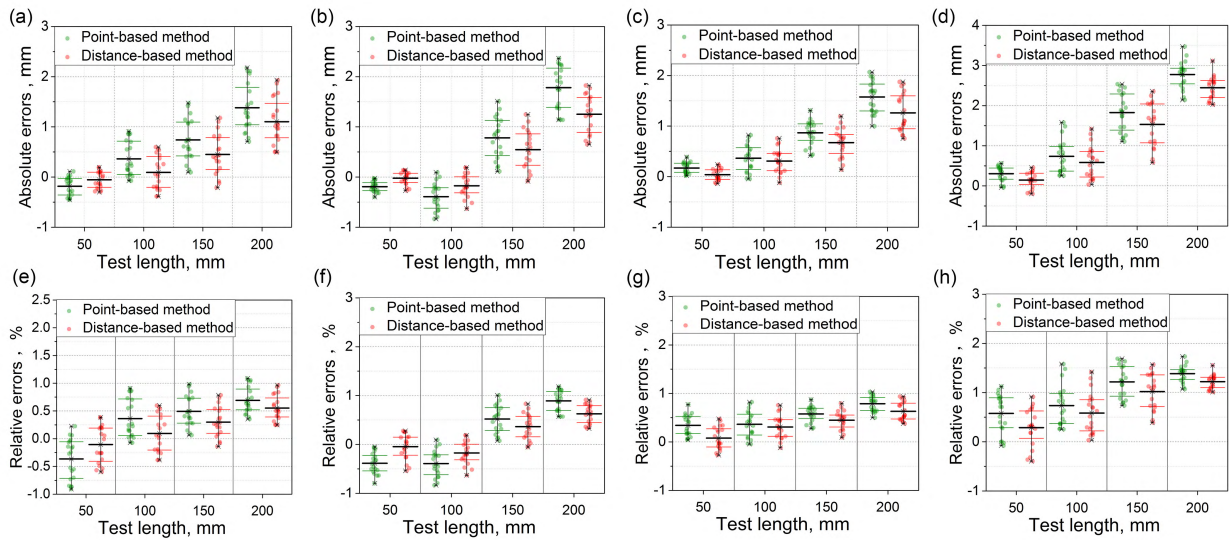 (a)
3
2
1
0
-1
Absolute errors , mm
Point-based method
Distance-based method
50 100 150 200
Test length, mm
(b)
3
2
1
0
-1
Absolute errors , mm
Point-based method
Distance-based method
50 100 150 200
Test length, mm
(c)
3
2
1
0
-1
Absolute errors , mm
Point-based method
Distance-based method
50 100 150 200
Test length, mm
(d)
4
3
2
1
0
-1
Absolute errors , mm
Point-based method
Distance-based method
50 100 150 200
Test length, mm
(e)
2.5
2.0
1.5
1.0
0.5
0.0
-0.5
-1.0
Relative errors , %
Point-based method
Distance-based method
50 100 150 200
Test length, mm
(f)
3
2
1
0
-1
Relative errors , %
Point-based method
Distance-based method
50 100 150 200
Test length, mm
(g)
3
2
1
0
-1
Relative errors , %
Point-based method
Distance-based method
50 100 150 200
Test length, mm
(h)
3
2
1
0
-1
Relative errors , %
Point-based method
Distance-based method
50 100 150 200
Test length, mm